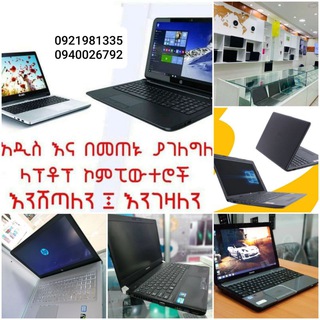 0921981335
0940026792
አዲስ እና በመጠኑ ያገለገሉ
ላፕቶፕ ኮምፒውተሮች
እንሸጣለን ፤ እንገዛለን